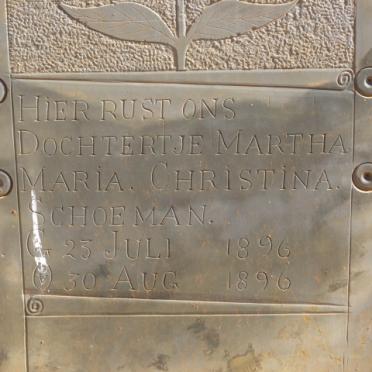 HIER RUST ONS
DOCHTERTJE MARTHA
MARIA. CHRISTINA.
SCHOEMAN.
G 23 JULI 1896
O 30 AUG 1896